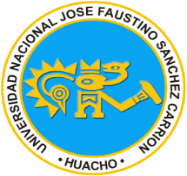 UNIVERSIDAD NACIONAL JOSE FAUSTINO SANCHEZ CARRION
• HUACHO •